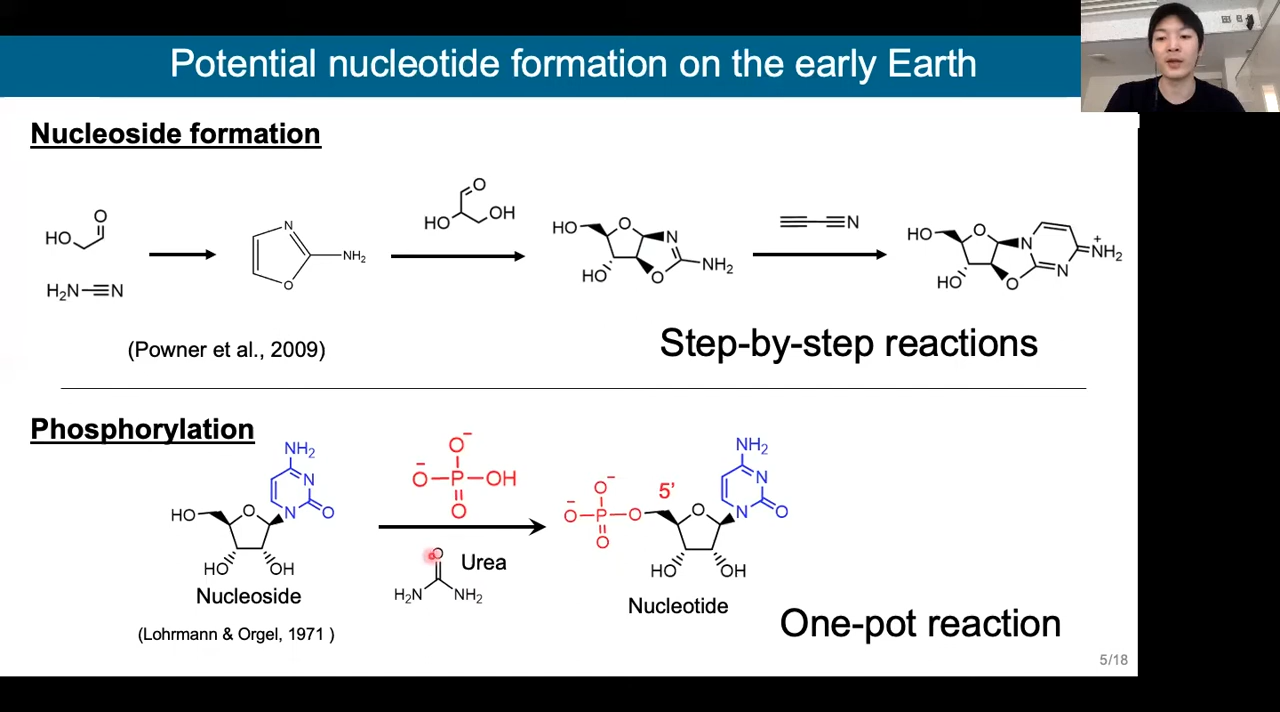 Potential nucleotide formation on the early Earth
Nucleoside formation
HO
O
H₂N
N
N
O
NH₂
O
HO
OH
HO
O
N
HO
O
NH₂
N
HO
O
N
+
NH₂
HO
O
N
(Powner et al., 2009)
Step-by-step reactions
Phosphorylation
NH₂
N
HO
O
N
O
HO
OH
Nucleoside
(Lohrmann & Orgel, 1971 )
O⁻
⁻O
P
OH
O
O
Urea
H₂N
NH₂
NH₂
N
5'
O⁻
⁻O
P
O
O
O
N
O
HO
OH
Nucleotide
One-pot reaction
5/18